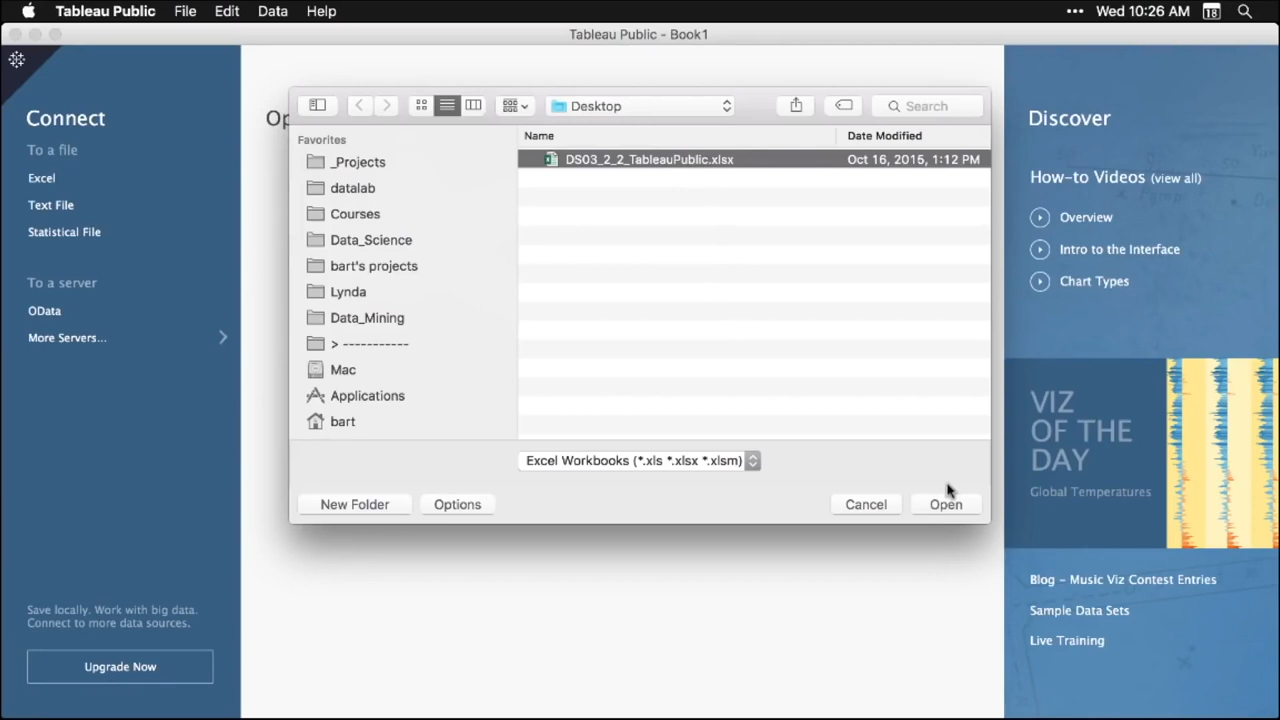 Tableau Public File Edit Data Help ••• Wed 10:26 AM 18
Tableau Public - Book1
Connect
To a file
Excel
Text File
Statistical File
To a server
OData
More Servers...
Save locally. Work with big data.
Connect to more data sources.
Upgrade Now
Op
Desktop
Search
Favorites
_Projects
datalab
Courses
Data_Science
bart's projects
Lynda
Data_Mining
> -----------
Mac
Applications
bart
Name Date Modified
DS03_2_2_TableauPublic.xlsx Oct 16, 2015, 1:12 PM
Excel Workbooks (*.xls *.xlsx *.xlsm)
New Folder Options Cancel Open
Discover
How-to Videos (view all)
Overview
Intro to the Interface
Chart Types
VIZ
OF THE
DAY
Global Temperatures
Blog – Music Viz Contest Entries
Sample Data Sets
Live Training